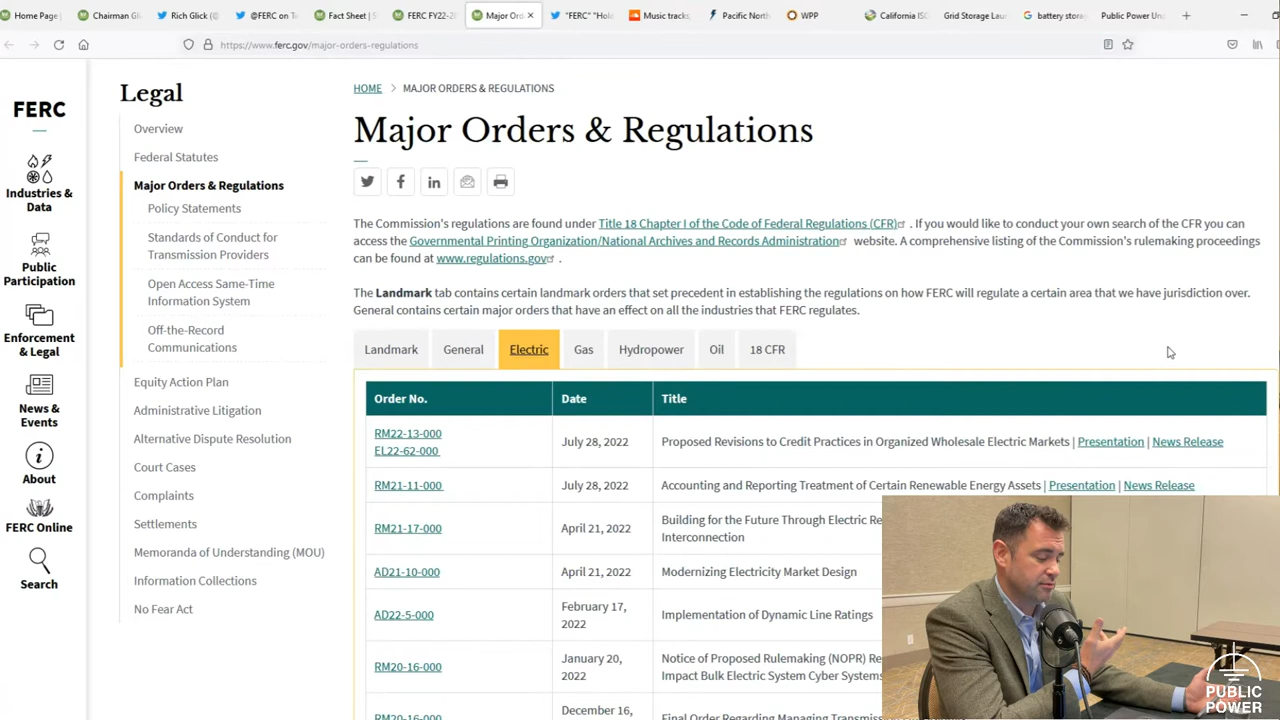 Home Page |
Chairman Gl
Rich Glick (@
@FERC on T
Fact Sheet | S
FERC FY22-2
Major Ord
"FERC" "Hol
Music tracks,
Pacific North
WPP
California ISO
Grid Storage Lau
battery storag
Public Power Un
https://www.ferc.gov/major-orders-regulations
FERC
Industries &
Data
Public
Participation
Enforcement
& Legal
News &
Events
About
FERC Online
Search
Legal
Overview
Federal Statutes
Major Orders & Regulations
Policy Statements
Standards of Conduct for
Transmission Providers
Open Access Same-Time
Information System
Off-the-Record
Communications
Equity Action Plan
Administrative Litigation
Alternative Dispute Resolution
Court Cases
Complaints
Settlements
Memoranda of Understanding (MOU)
Information Collections
No Fear Act
HOME > MAJOR ORDERS & REGULATIONS
Major Orders & Regulations
The Commission's regulations are found under Title 18 Chapter I of the Code of Federal Regulations (CFR) . If you would like to conduct your own search of the CFR you can
access the Governmental Printing Organization/National Archives and Records Administration website. A comprehensive listing of the Commission's rulemaking proceedings
can be found at www.regulations.gov .
The Landmark tab contains certain landmark orders that set precedent in establishing the regulations on how FERC will regulate a certain area that we have jurisdiction over.
General contains certain major orders that have an effect on all the industries that FERC regulates.
Landmark General Electric Gas Hydropower Oil 18 CFR
Order No. Date Title
RM22-13-000
EL22-62-000
July 28, 2022
Proposed Revisions to Credit Practices in Organized Wholesale Electric Markets | Presentation | News Release
RM21-11-000 July 28, 2022 Accounting and Reporting Treatment of Certain Renewable Energy Assets | Presentation | News Release
RM21-17-000 April 21, 2022
Building for the Future Through Electric Re
Interconnection
AD21-10-000 April 21, 2022 Modernizing Electricity Market Design
AD22-5-000
February 17,
2022
Implementation of Dynamic Line Ratings
RM20-16-000
January 20,
2022
Notice of Proposed Rulemaking (NOPR) Re
Impact Bulk Electric System Cyber Systems
RM20-16-000
December 16,
Final Order Regarding Managing Transmiss
PUBLIC
POWER